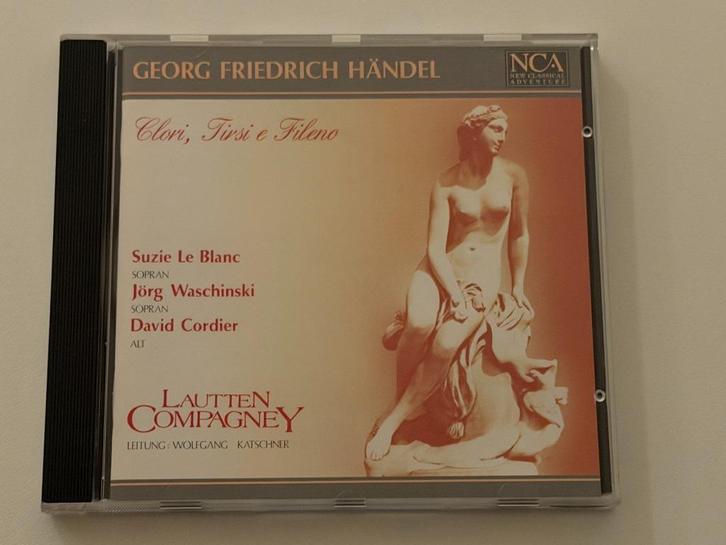 GEORG FRIEDRICH HÄNDEL
NCA
NEW CLASSICAL
ADVENTURE
Clori, Tirsi e Fileno
Suzie Le Blanc
SOPRAN
Jörg Waschinski
SOPRAN
David Cordier
ALT
LAUTTEN
COMPAGNEY
LEITUNG: WOLFGANG KATSCHNER